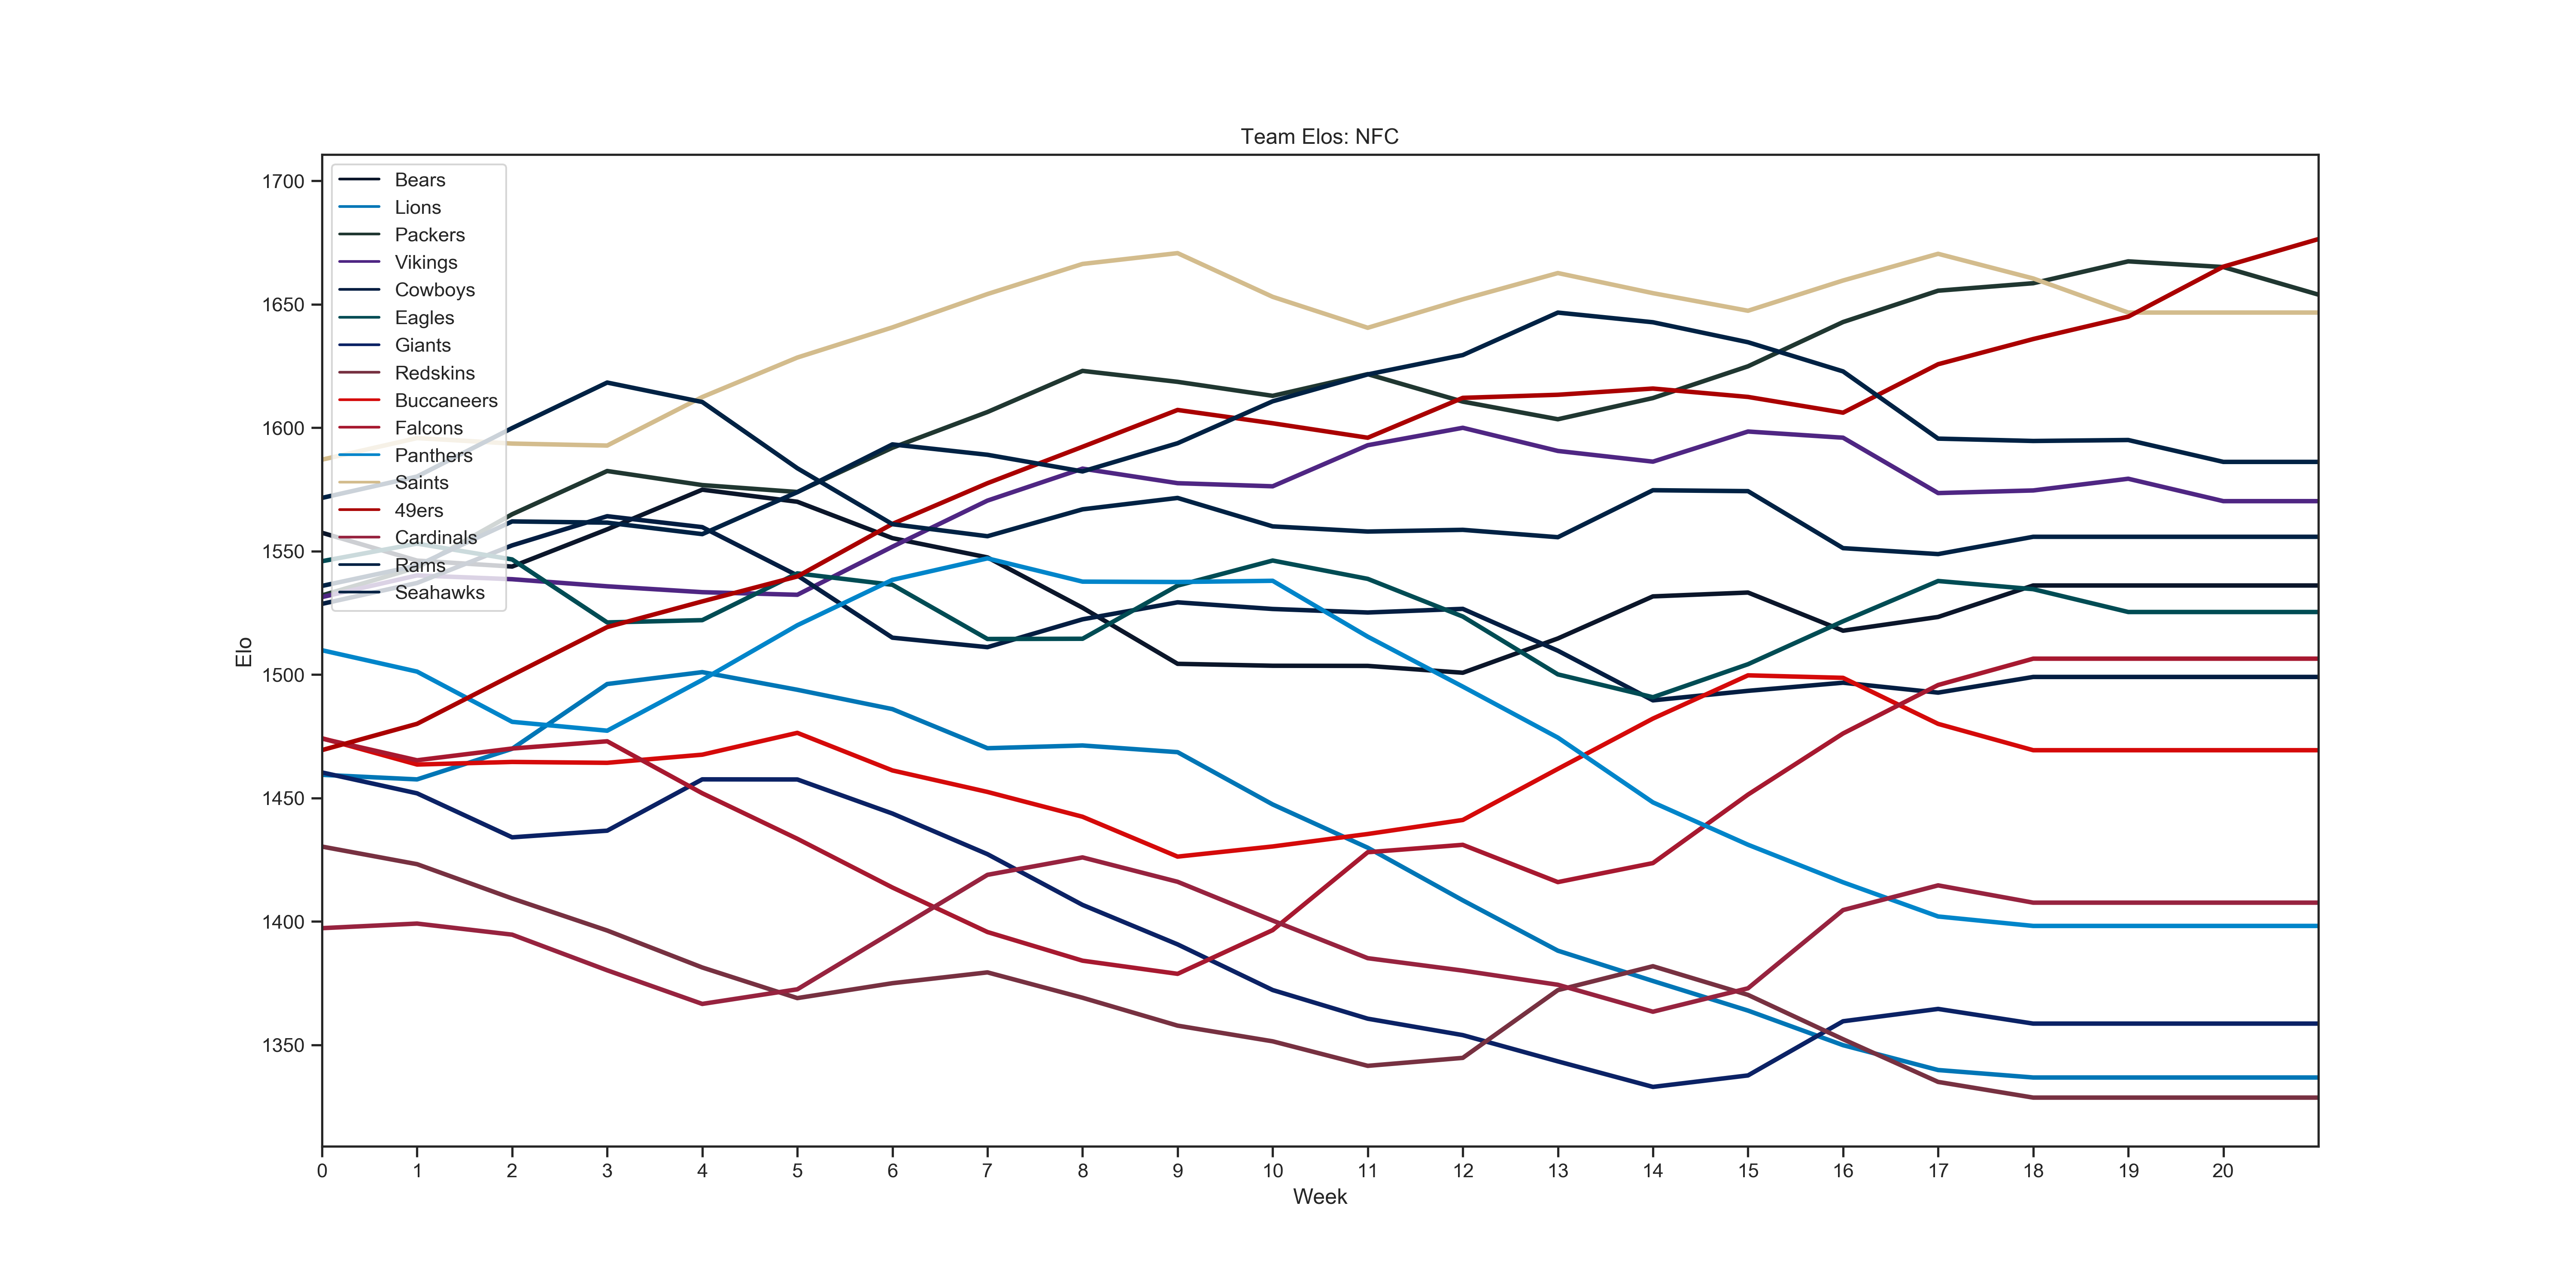 Team Elos: NFC
1700
1650
1600
1550
1500
1450
1400
1350
Elo
Bears
Lions
Packers
Vikings
Cowboys
Eagles
Giants
Redskins
Buccaneers
Falcons
Panthers
Saints
49ers
Cardinals
Rams
Seahawks
0 1 2 3 4 5 6 7 8 9 10 11 12 13 14 15 16 17 18 19 20
Week